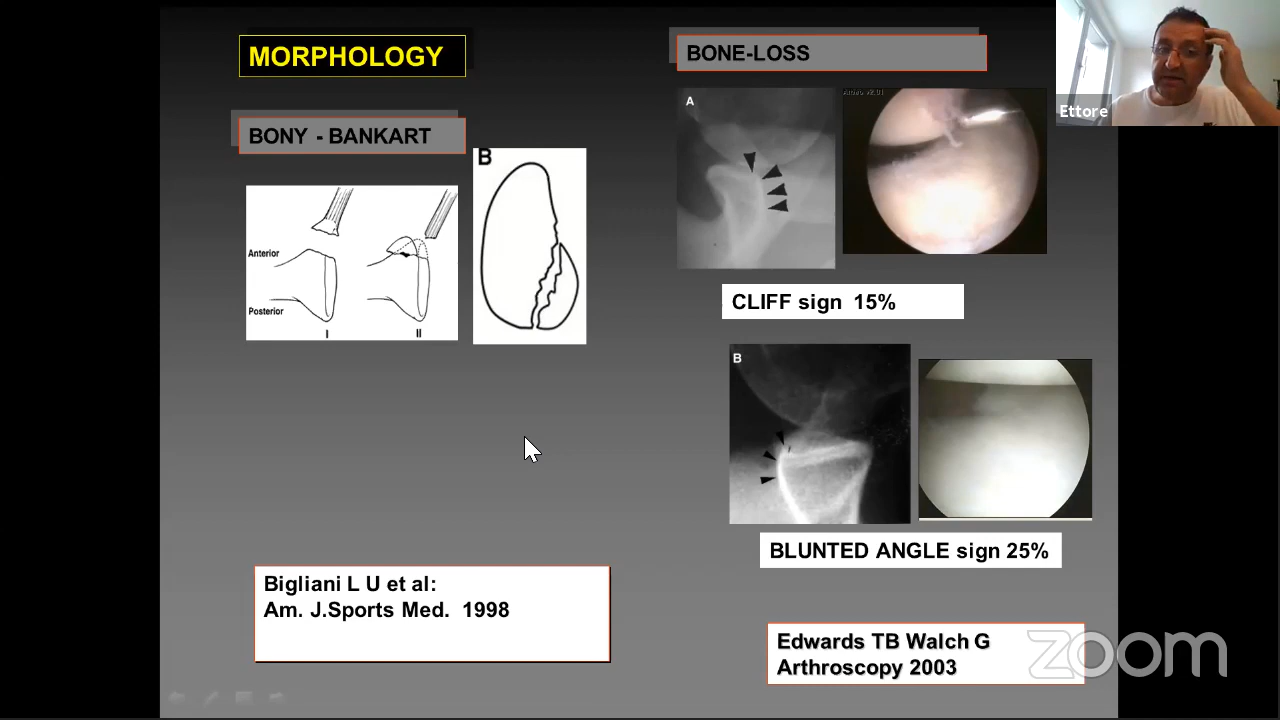 MORPHOLOGY
BONY - BANKART
B
Anterior
Posterior
I
II
BONE-LOSS
A
CLIFF sign 15%
B
BLUNTED ANGLE sign 25%
Bigliani L U et al:
Am. J.Sports Med. 1998
Edwards TB Walch G
Arthroscopy 2003
Ettore
zoom